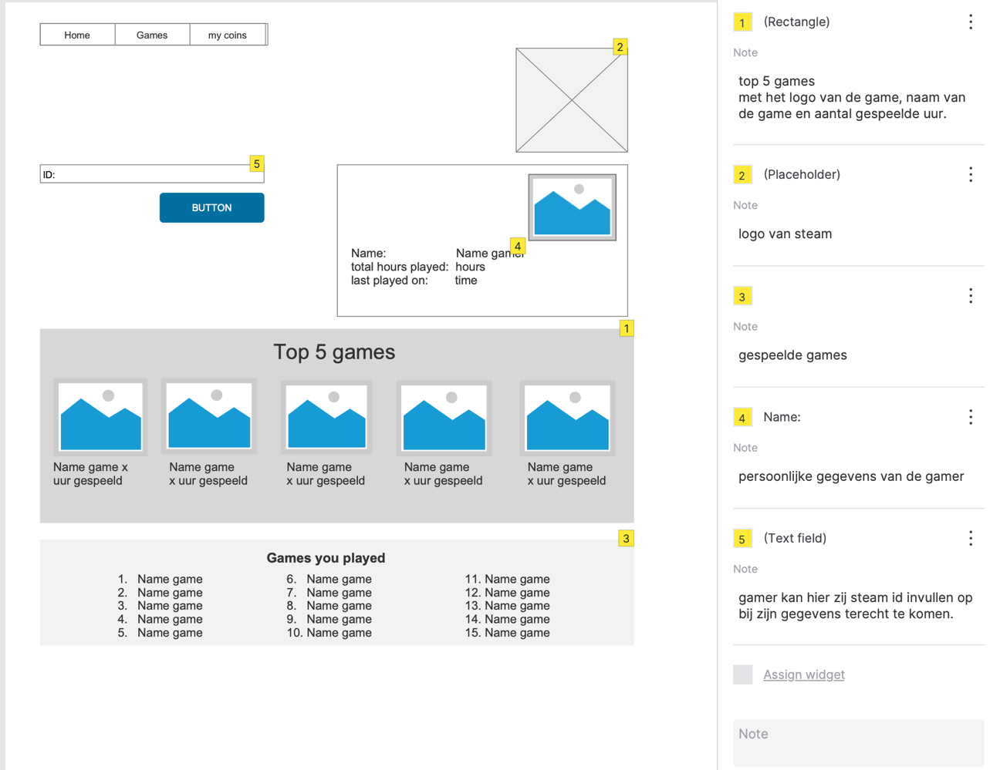 Home
Games
my coins
2
5
ID:
BUTTON
4
Name:
Name gamer
total hours played:
hours
last played on:
time
1
Top 5 games
Name game x
uur gespeeld
Name game
x uur gespeeld
Name game
x uur gespeeld
Name game
x uur gespeeld
Name game
x uur gespeeld
3
Games you played
1. Name game
2. Name game
3. Name game
4. Name game
5. Name game
6. Name game
7. Name game
8. Name game
9. Name game
10. Name game
11. Name game
12. Name game
13. Name game
14. Name game
15. Name game
1 (Rectangle)
Note
top 5 games
met het logo van de game, naam van
de game en aantal gespeelde uur.
2 (Placeholder)
Note
logo van steam
3
Note
gespeelde games
4 Name:
Note
persoonlijke gegevens van de gamer
5 (Text field)
Note
gamer kan hier zij steam id invullen op
bij zijn gegevens terecht te komen.
Assign widget
Note